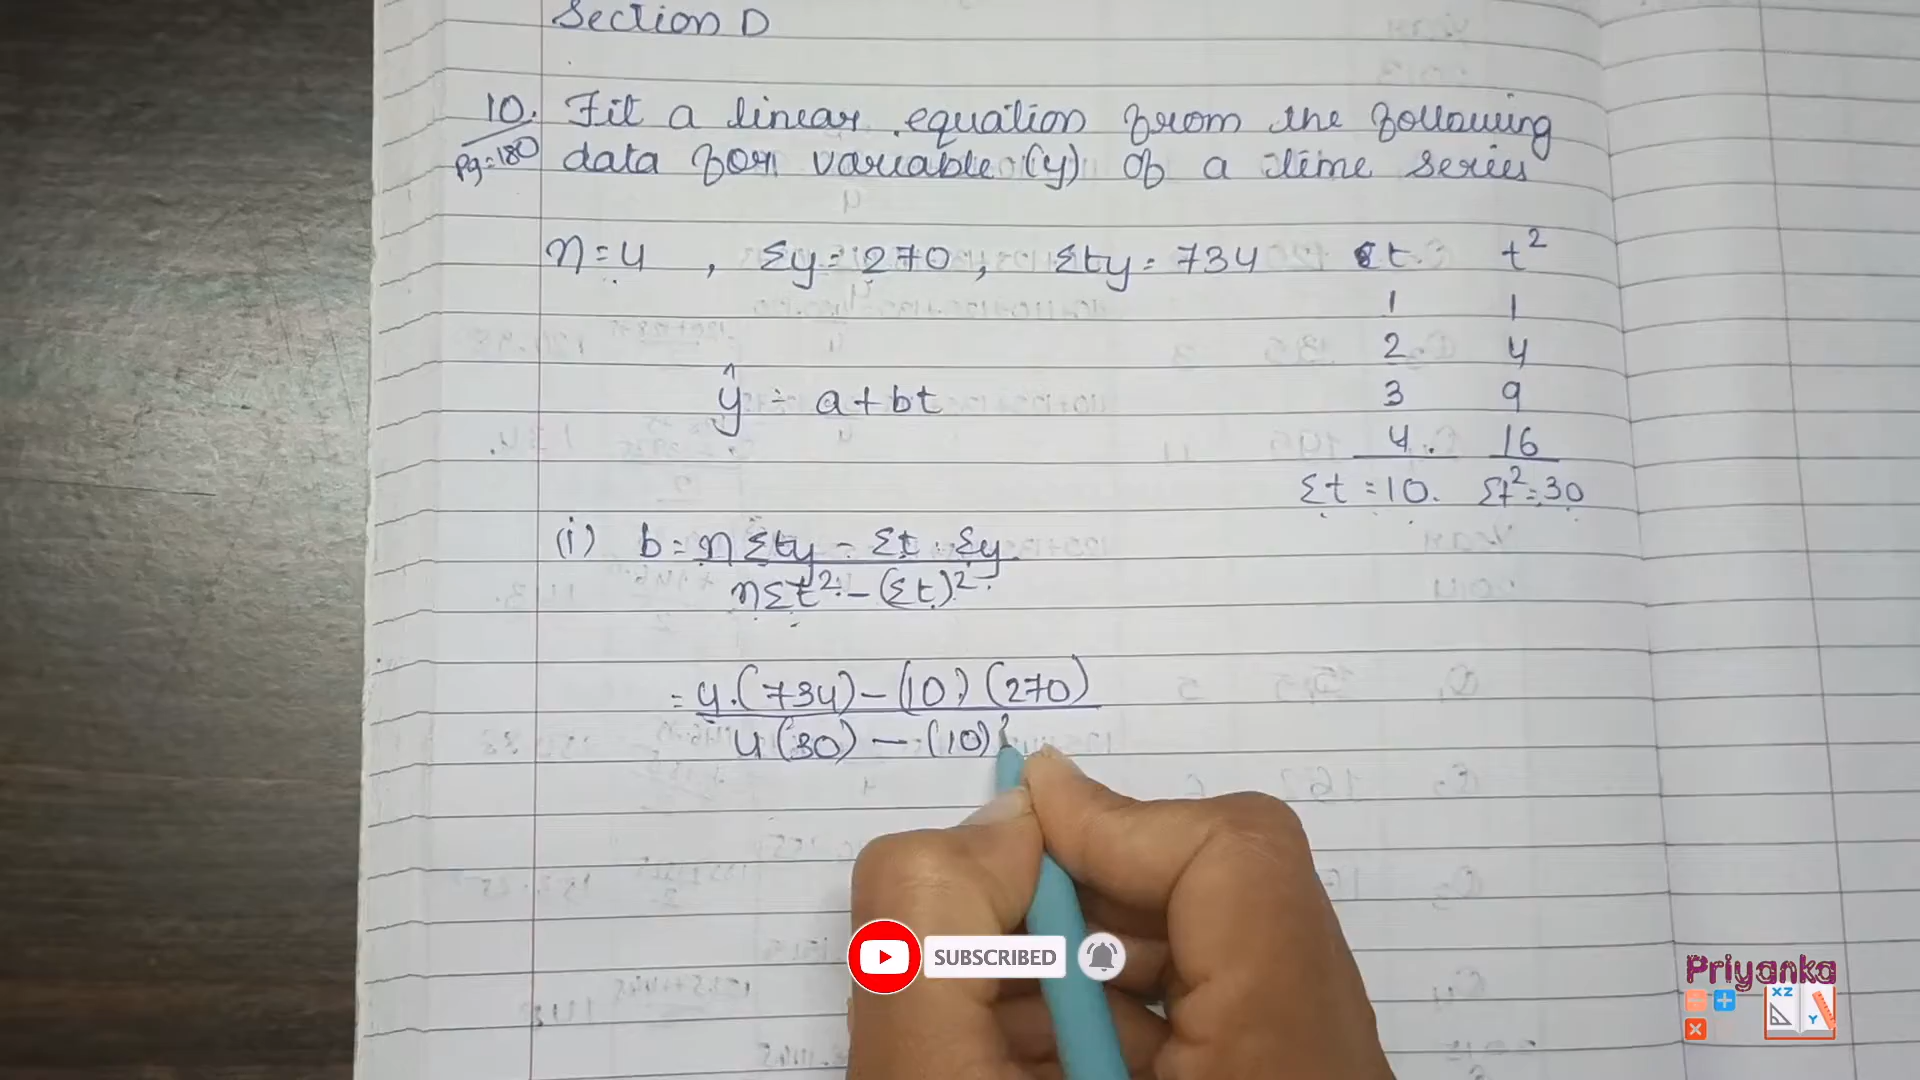 Section D
10. Fit a linear equation from the following
Pg=180 data for variable (y) of a time series
n=4 , Σy=270, Σty=734
t t²
1 1
2 4
ŷ = a+bt
3 9
4 16
Σt=10. Σt²=30
(i) b = nΣty - Σt·Σy
nΣt² - (Σt)²
= 4·(734)-(10)(270)
4(30) - (10)²
SUBSCRIBED
Priyanka
XZ
Y